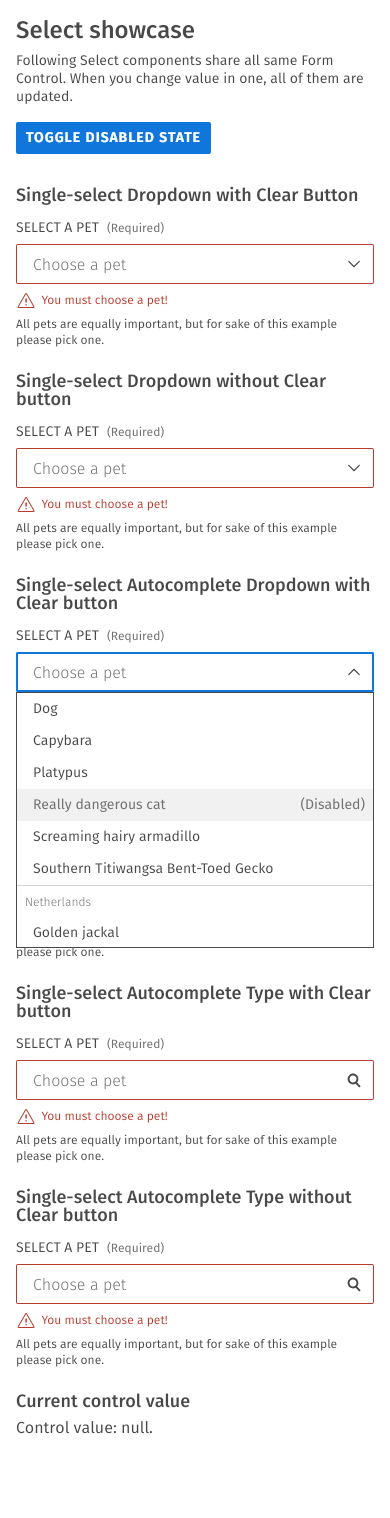 Select showcase
Following Select components share all same Form
Control. When you change value in one, all of them are
updated.
TOGGLE DISABLED STATE
Single-select Dropdown with Clear Button
SELECT A PET (Required)
Choose a pet
You must choose a pet!
All pets are equally important, but for sake of this example
please pick one.
Single-select Dropdown without Clear
button
SELECT A PET (Required)
Choose a pet
You must choose a pet!
All pets are equally important, but for sake of this example
please pick one.
Single-select Autocomplete Dropdown with
Clear button
SELECT A PET (Required)
Choose a pet
Dog
Capybara
Platypus
Really dangerous cat (Disabled)
Screaming hairy armadillo
Southern Titiwangsa Bent-Toed Gecko
Netherlands
Golden jackal
please pick one.
Single-select Autocomplete Type with Clear
button
SELECT A PET (Required)
Choose a pet
You must choose a pet!
All pets are equally important, but for sake of this example
please pick one.
Single-select Autocomplete Type without
Clear button
SELECT A PET (Required)
Choose a pet
You must choose a pet!
All pets are equally important, but for sake of this example
please pick one.
Current control value
Control value: null.